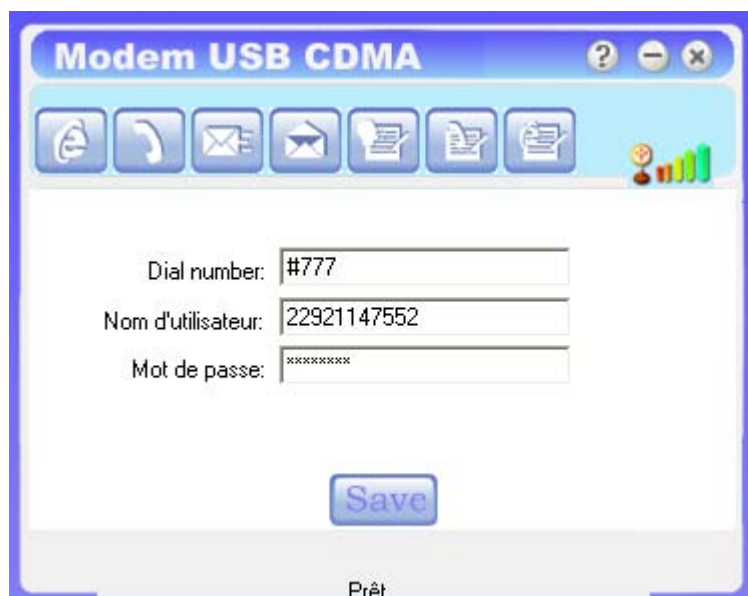 Modem USB CDMA
Dial number: #777
Nom d'utilisateur: 22921147552
Mot de passe: ********
Save
Prêt